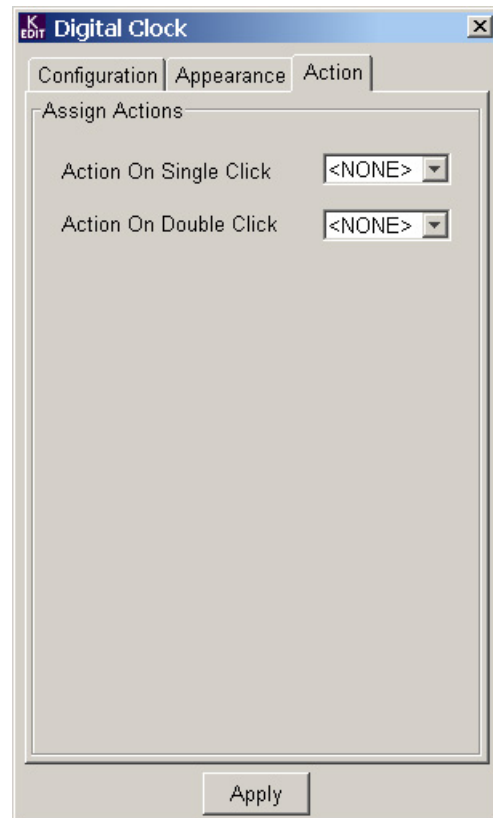 K EDIT Digital Clock
Configuration Appearance Action
Assign Actions
Action On Single Click <NONE>
Action On Double Click <NONE>
Apply